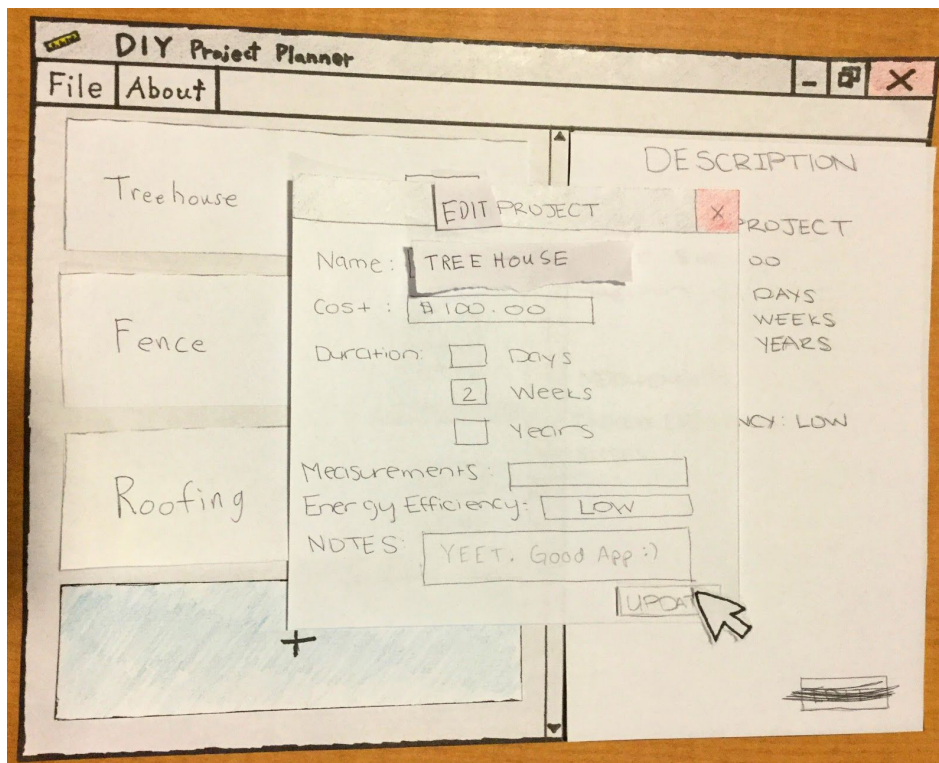 DIY Project Planner
File About
Treehouse
Fence
Roofing
+
EDIT PROJECT X
Name: TREE HOUSE
Cost: $100.00
Duration: Days
2 Weeks
Years
Measurements:
Energy Efficiency: LOW
NOTES: YEET. Good App :)
UPDAT
DESCRIPTION
PROJECT
00
DAYS
WEEKS
YEARS
NCY: LOW